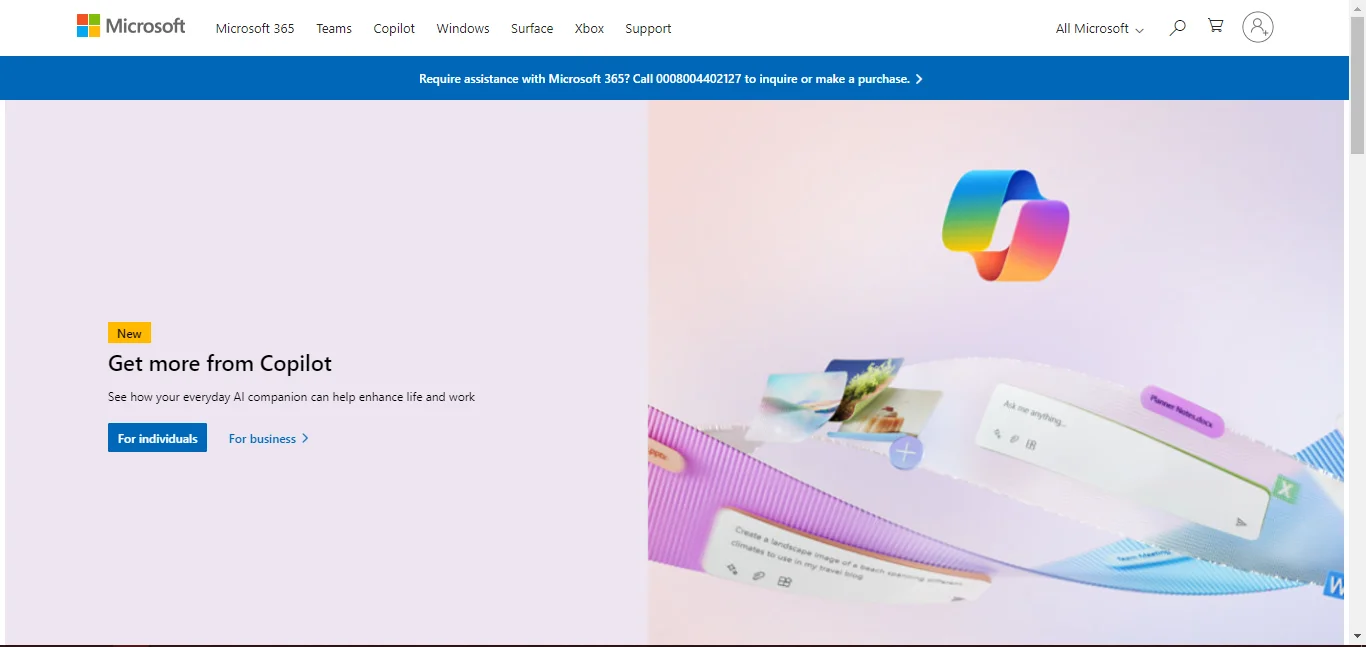 Microsoft
Microsoft 365 Teams Copilot Windows Surface Xbox Support
All Microsoft
Require assistance with Microsoft 365? Call 0008004402127 to inquire or make a purchase.
New
Get more from Copilot
See how your everyday AI companion can help enhance life and work
For individuals
For business
Ask me anything...
Planner Notes.docx
.pptx
X
Create a landscape image of a beach spanning different
climates to use in my travel blog
W